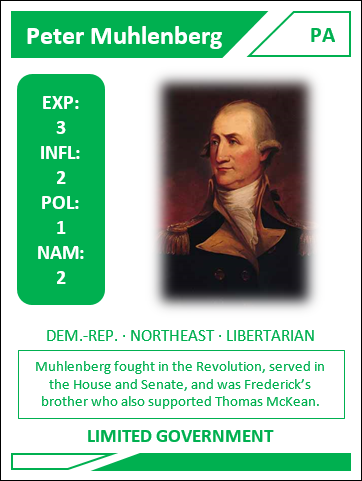 Peter Muhlenberg
PA
EXP:
3
INFL:
2
POL:
1
NAM:
2
DEM.-REP. · NORTHEAST · LIBERTARIAN
Muhlenberg fought in the Revolution, served in
the House and Senate, and was Frederick’s
brother who also supported Thomas McKean.
LIMITED GOVERNMENT